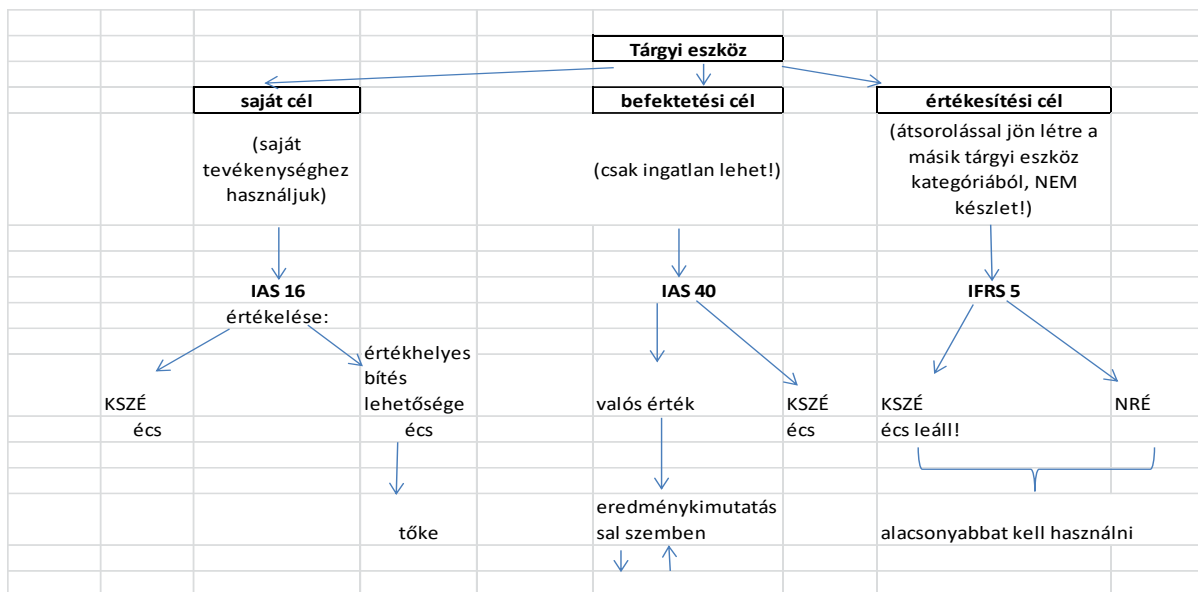 Tárgyi eszköz
saját cél
befektetési cél
értékesítési cél
(saját
tevékenységhez
használjuk)
(csak ingatlan lehet!)
(átsorolással jön létre a
másik tárgyi eszköz
kategóriából, NEM
készlet!)
IAS 16
értékelése:
IAS 40
IFRS 5
KSZÉ
écs
értékhelyes
bítés
lehetősége
écs
valós érték
KSZÉ
écs
KSZÉ
écs leáll!
NRÉ
tőke
eredménykimutatás
sal szemben
alacsonyabbat kell használni